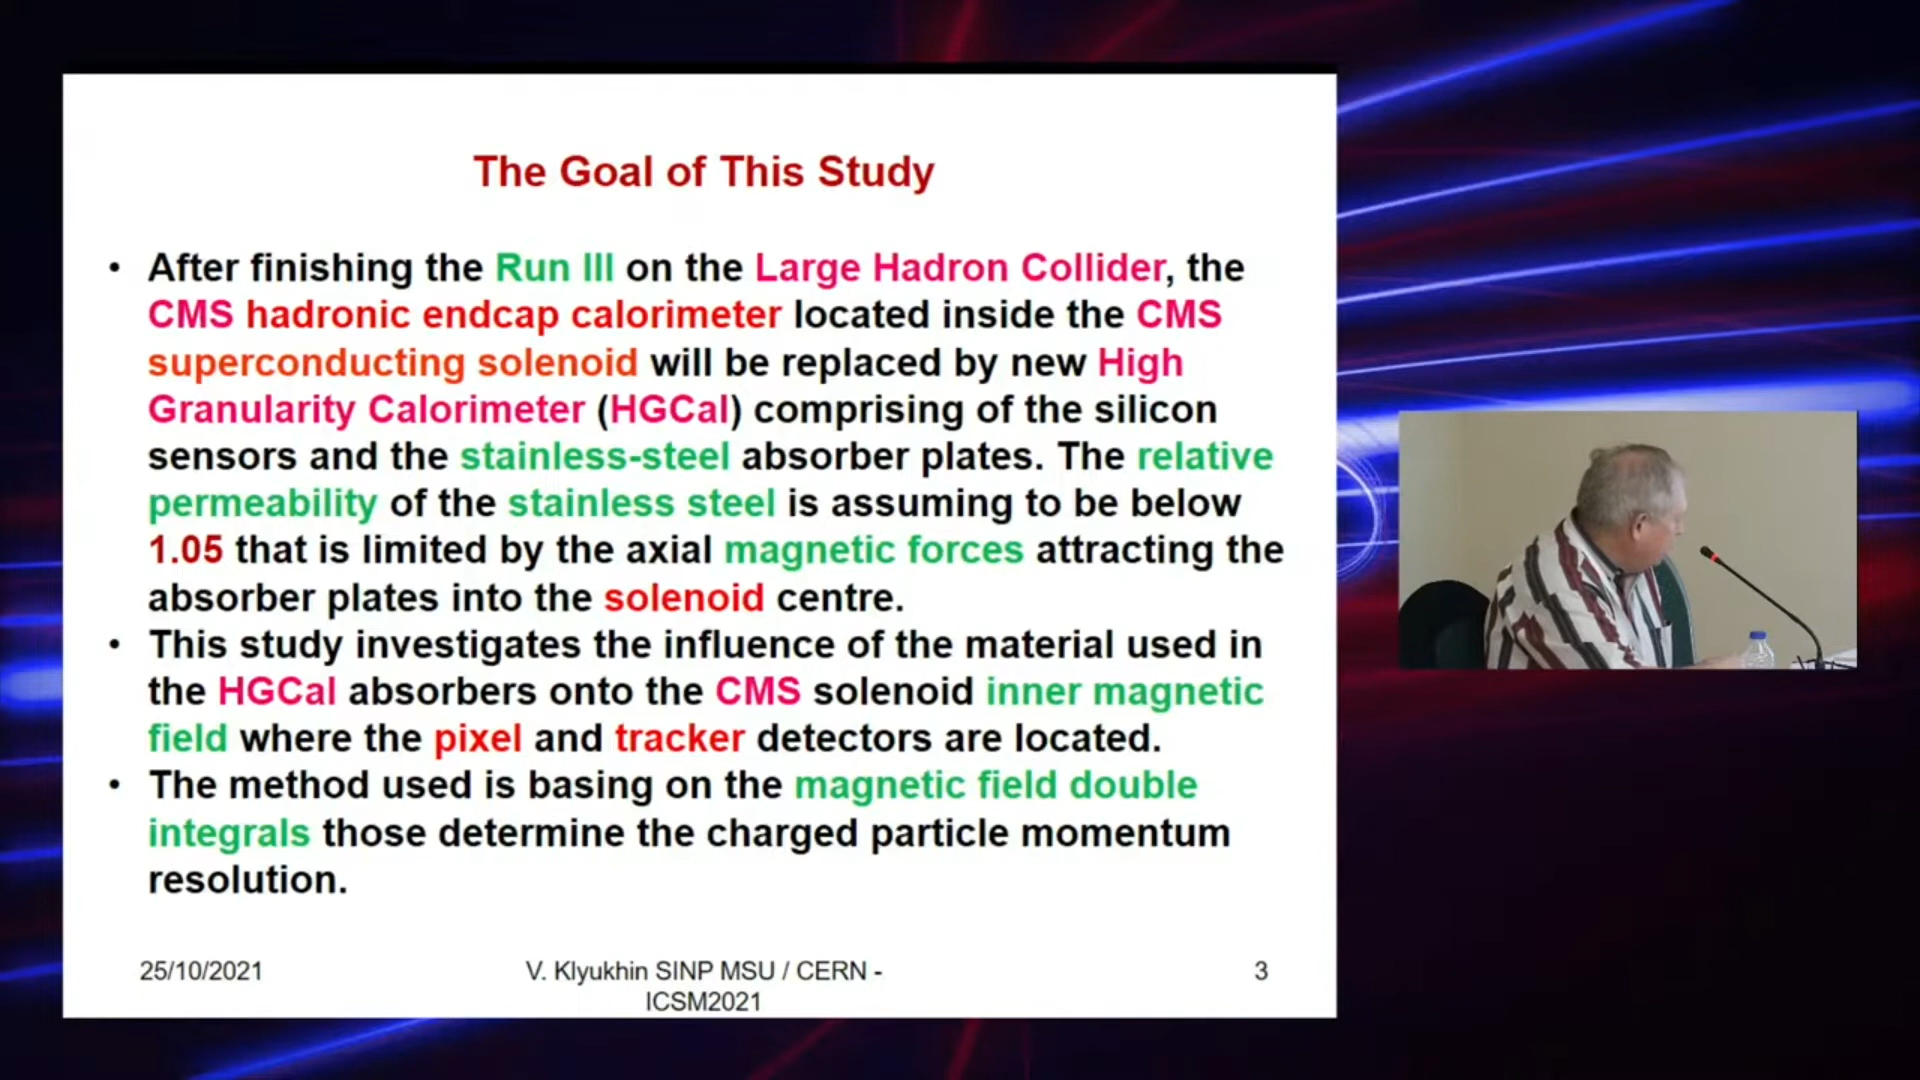 The Goal of This Study
• After finishing the Run III on the Large Hadron Collider, the
CMS hadronic endcap calorimeter located inside the CMS
superconducting solenoid will be replaced by new High
Granularity Calorimeter (HGCal) comprising of the silicon
sensors and the stainless-steel absorber plates. The relative
permeability of the stainless steel is assuming to be below
1.05 that is limited by the axial magnetic forces attracting the
absorber plates into the solenoid centre.
• This study investigates the influence of the material used in
the HGCal absorbers onto the CMS solenoid inner magnetic
field where the pixel and tracker detectors are located.
• The method used is basing on the magnetic field double
integrals those determine the charged particle momentum
resolution.
25/10/2021
V. Klyukhin SINP MSU / CERN -
ICSM2021
3